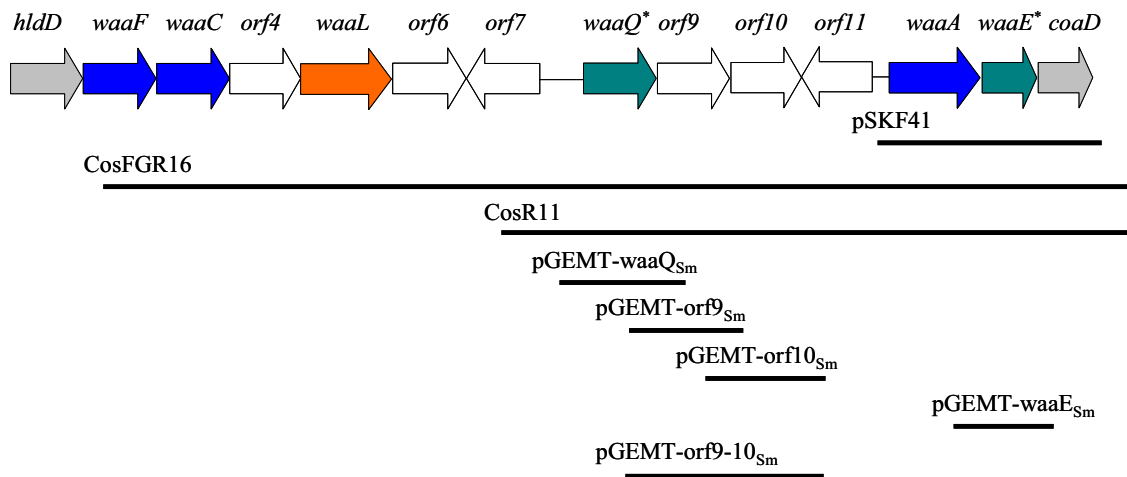 hldD waaF waaC orf4 waaL orf6 orf7 waaQ* orf9 orf10 orf11 waaA waaE* coaD
pSKF41
CosFGR16
CosR11
pGEMT-waaQSm
pGEMT-orf9Sm
pGEMT-orf10Sm
pGEMT-waaESm
pGEMT-orf9-10Sm